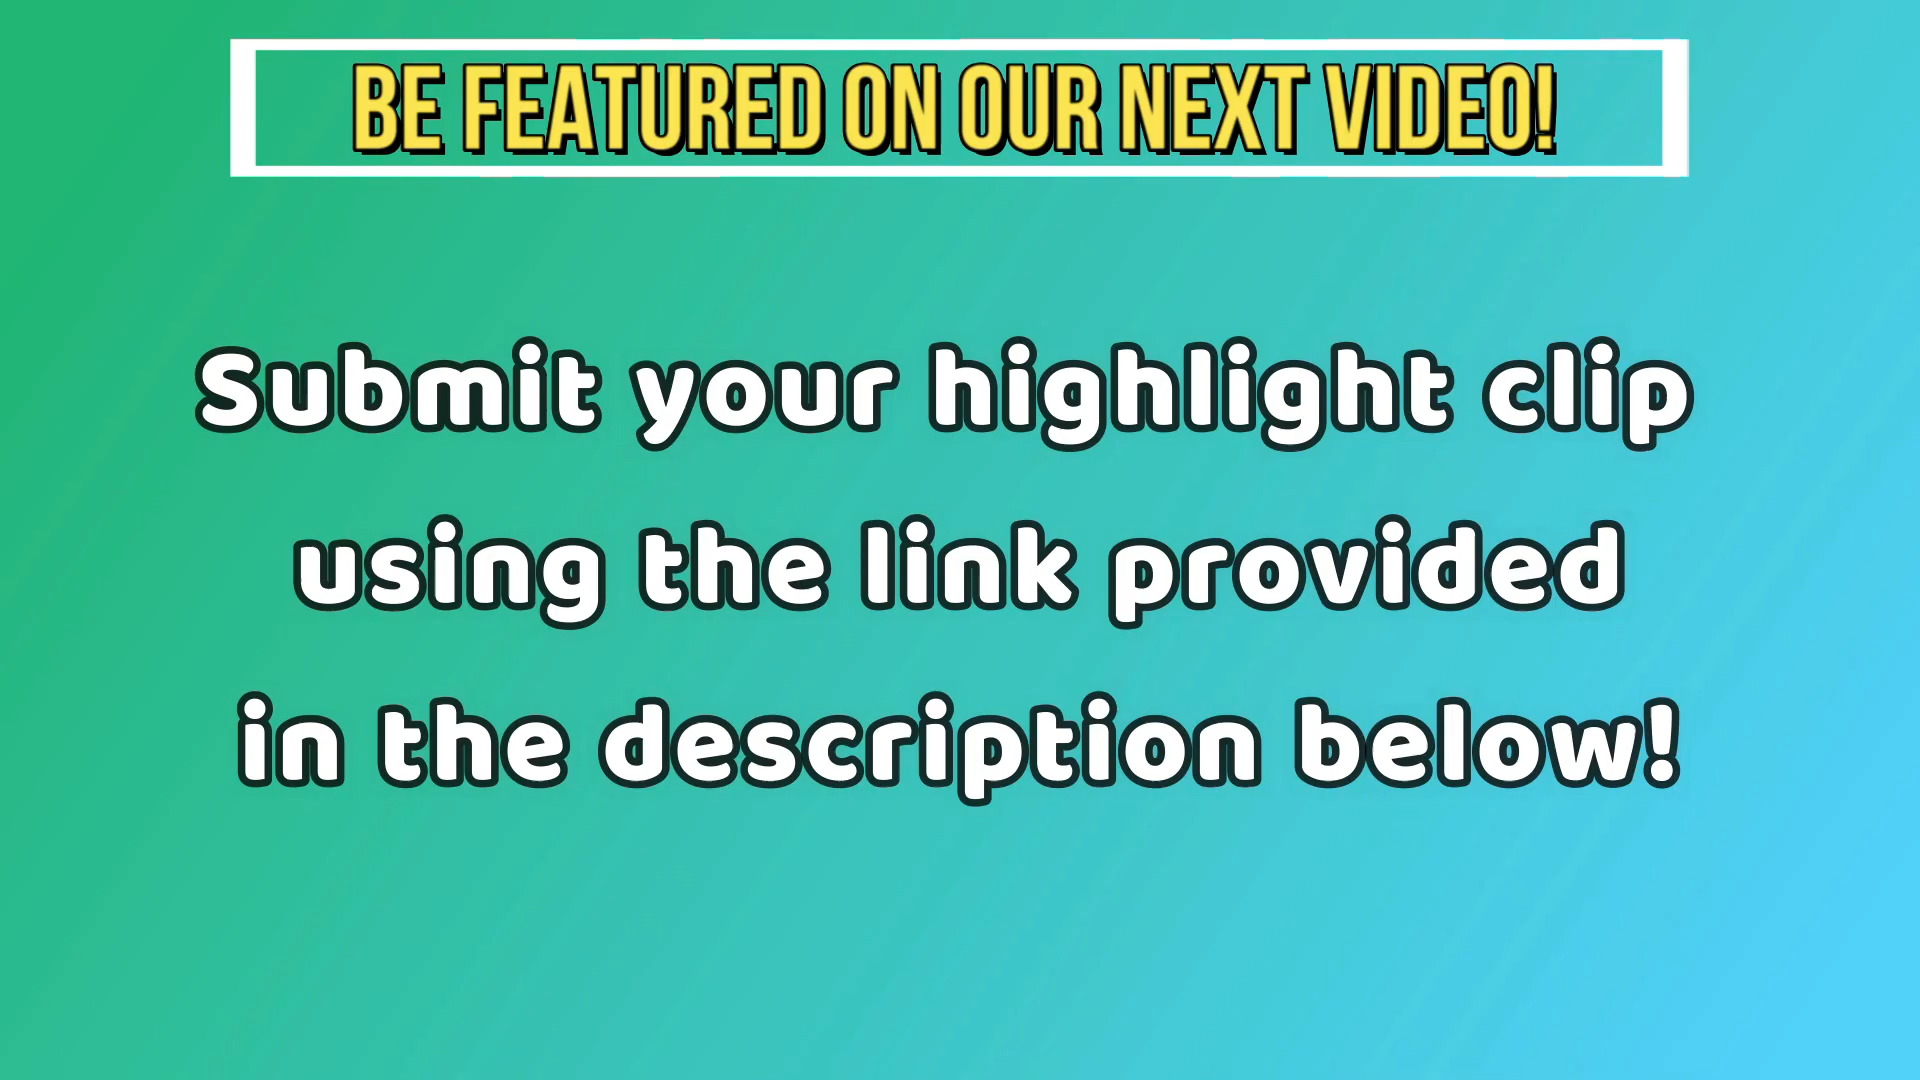 BE FEATURED ON OUR NEXT VIDEO!
Submit your highlight clip
using the link provided
in the description below!